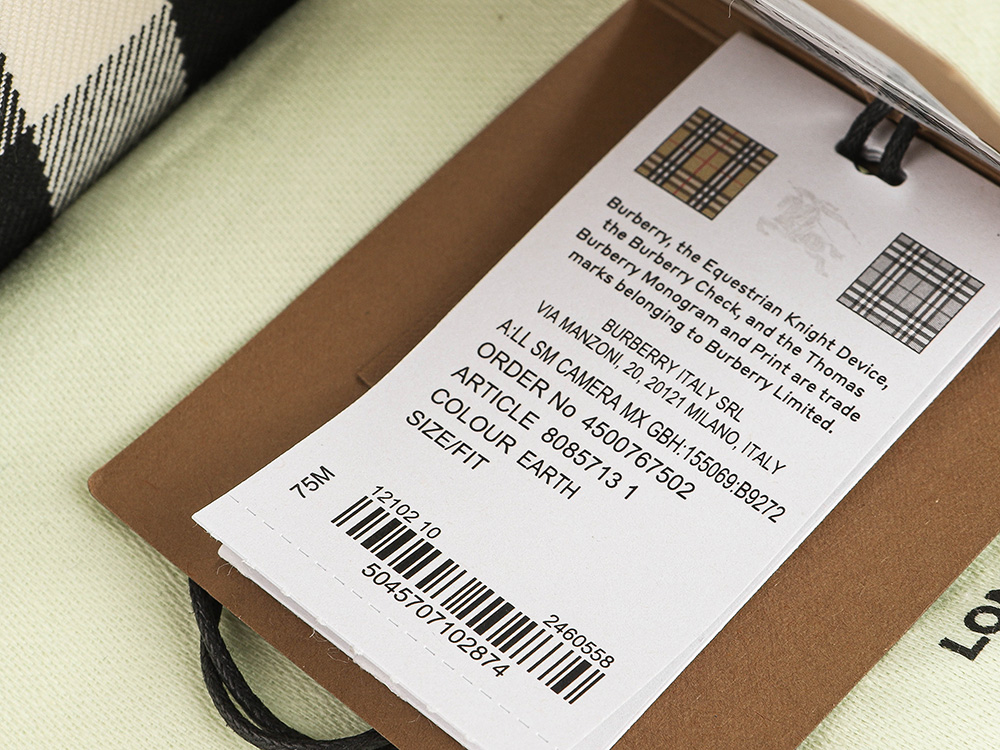 Burberry, the Equestrian Knight Device,
the Burberry Check, and the Thomas
Burberry Monogram and Print are trade
marks belonging to Burberry Limited.
BURBERRY ITALY SRL
VIA MANZONI, 20, 20121 MILANO, ITALY
A:LL SM CAMERA MX GBH:155069:B9272
ORDER No 4500767502
ARTICLE 8085713 1
COLOUR EARTH
SIZE/FIT
75M
12102 10
2460558
5045707102874